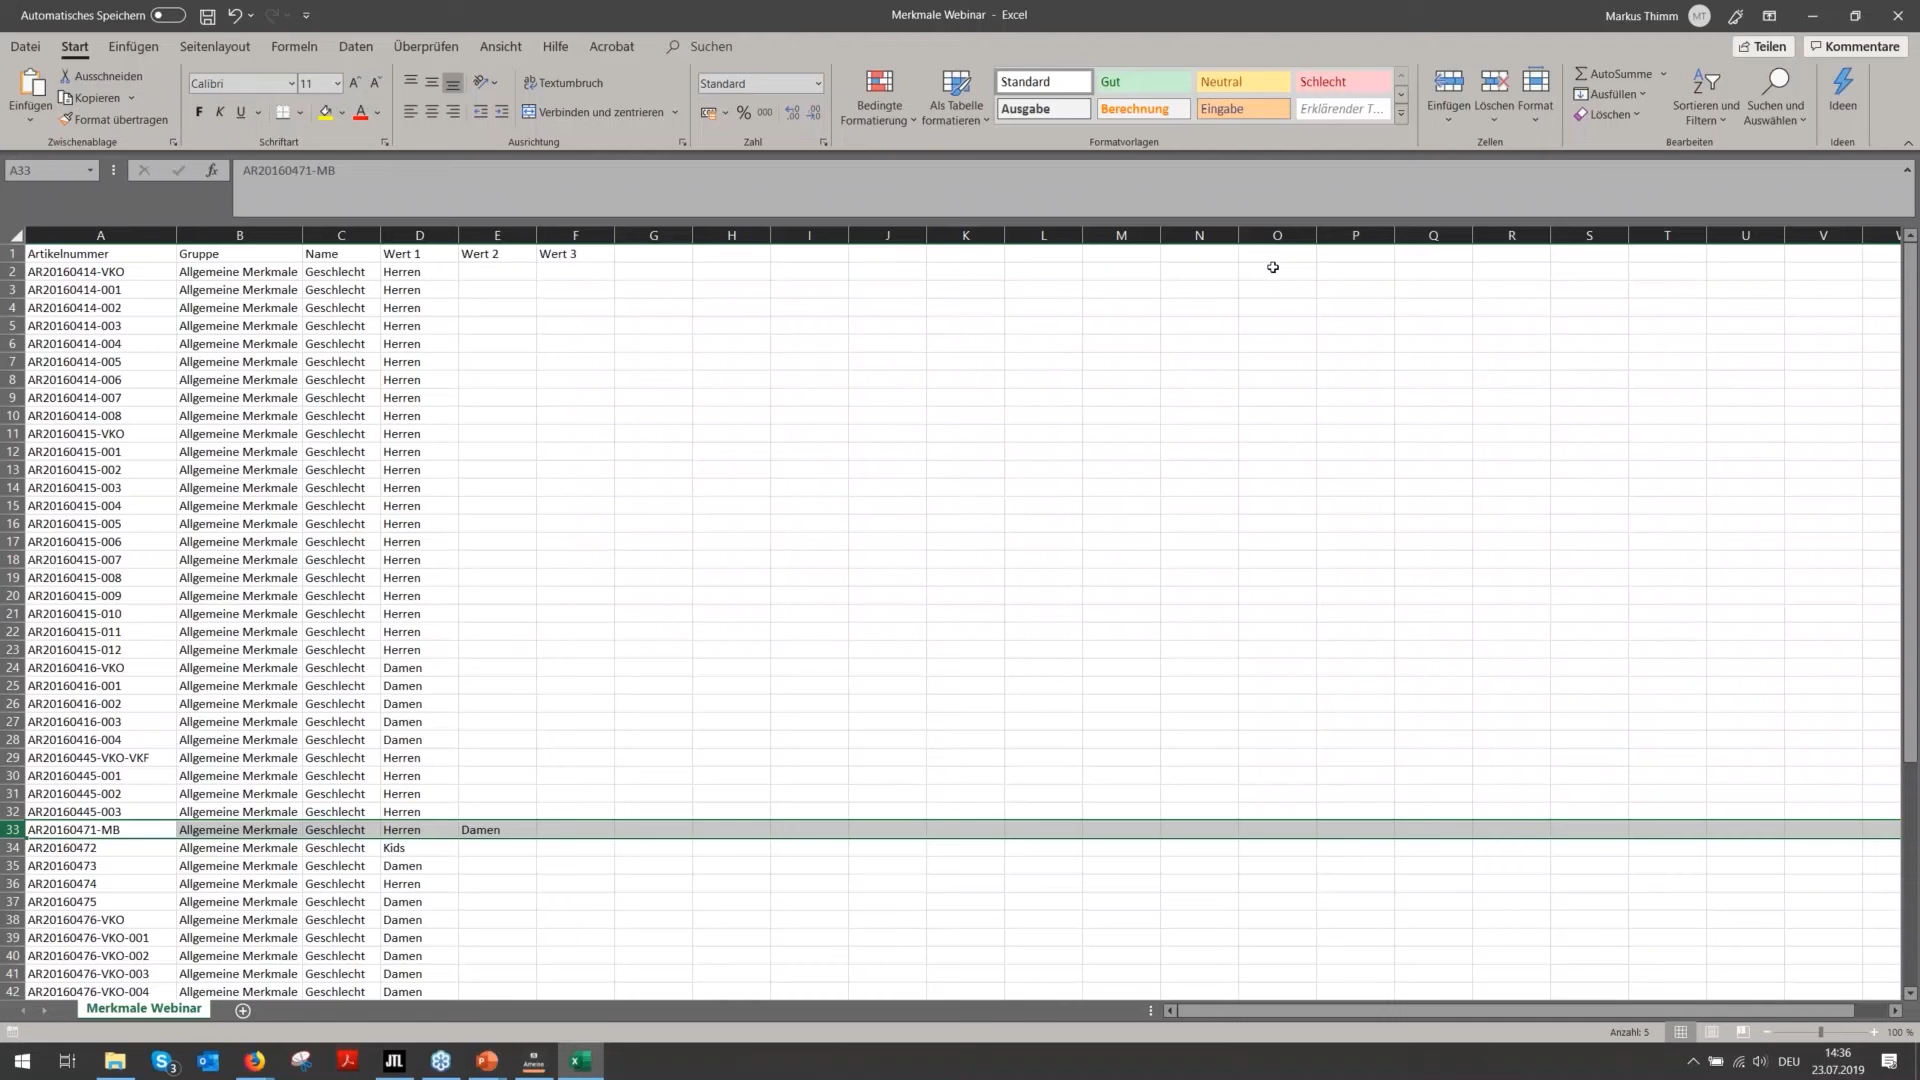 Automatisches Speichern
Merkmale Webinar - Excel
Markus Thimm MT
Datei Start Einfügen Seitenlayout Formeln Daten Überprüfen Ansicht Hilfe Acrobat Suchen
Teilen Kommentare
Einfügen
Ausschneiden
Kopieren
Format übertragen
Zwischenablage
Calibri 11
F K U
Schriftart
Textumbruch
Verbinden und zentrieren
Ausrichtung
Standard
% 000
Zahl
Bedingte Formatierung
Als Tabelle formatieren
Standard Gut Neutral Schlecht
Ausgabe Berechnung Eingabe Erklärender T...
Formatvorlagen
Einfügen Löschen Format
Zellen
AutoSumme
Ausfüllen
Löschen
Sortieren und Filtern
Suchen und Auswählen
Bearbeiten
Ideen
Ideen
A33 fx AR20160471-MB
A B C D E F G H I J K L M N O P Q R S T U V
1 Artikelnummer Gruppe Name Wert 1 Wert 2 Wert 3
2 AR20160414-VKO Allgemeine Merkmale Geschlecht Herren
3 AR20160414-001 Allgemeine Merkmale Geschlecht Herren
4 AR20160414-002 Allgemeine Merkmale Geschlecht Herren
5 AR20160414-003 Allgemeine Merkmale Geschlecht Herren
6 AR20160414-004 Allgemeine Merkmale Geschlecht Herren
7 AR20160414-005 Allgemeine Merkmale Geschlecht Herren
8 AR20160414-006 Allgemeine Merkmale Geschlecht Herren
9 AR20160414-007 Allgemeine Merkmale Geschlecht Herren
10 AR20160414-008 Allgemeine Merkmale Geschlecht Herren
11 AR20160415-VKO Allgemeine Merkmale Geschlecht Herren
12 AR20160415-001 Allgemeine Merkmale Geschlecht Herren
13 AR20160415-002 Allgemeine Merkmale Geschlecht Herren
14 AR20160415-003 Allgemeine Merkmale Geschlecht Herren
15 AR20160415-004 Allgemeine Merkmale Geschlecht Herren
16 AR20160415-005 Allgemeine Merkmale Geschlecht Herren
17 AR20160415-006 Allgemeine Merkmale Geschlecht Herren
18 AR20160415-007 Allgemeine Merkmale Geschlecht Herren
19 AR20160415-008 Allgemeine Merkmale Geschlecht Herren
20 AR20160415-009 Allgemeine Merkmale Geschlecht Herren
21 AR20160415-010 Allgemeine Merkmale Geschlecht Herren
22 AR20160415-011 Allgemeine Merkmale Geschlecht Herren
23 AR20160415-012 Allgemeine Merkmale Geschlecht Herren
24 AR20160416-VKO Allgemeine Merkmale Geschlecht Damen
25 AR20160416-001 Allgemeine Merkmale Geschlecht Damen
26 AR20160416-002 Allgemeine Merkmale Geschlecht Damen
27 AR20160416-003 Allgemeine Merkmale Geschlecht Damen
28 AR20160416-004 Allgemeine Merkmale Geschlecht Damen
29 AR20160445-VKO-VKF Allgemeine Merkmale Geschlecht Herren
30 AR20160445-001 Allgemeine Merkmale Geschlecht Herren
31 AR20160445-002 Allgemeine Merkmale Geschlecht Herren
32 AR20160445-003 Allgemeine Merkmale Geschlecht Herren
33 AR20160471-MB Allgemeine Merkmale Geschlecht Herren Damen
34 AR20160472 Allgemeine Merkmale Geschlecht Kids
35 AR20160473 Allgemeine Merkmale Geschlecht Damen
36 AR20160474 Allgemeine Merkmale Geschlecht Herren
37 AR20160475 Allgemeine Merkmale Geschlecht Damen
38 AR20160476-VKO Allgemeine Merkmale Geschlecht Damen
39 AR20160476-VKO-001 Allgemeine Merkmale Geschlecht Damen
40 AR20160476-VKO-002 Allgemeine Merkmale Geschlecht Damen
41 AR20160476-VKO-003 Allgemeine Merkmale Geschlecht Damen
42 AR20160476-VKO-004 Allgemeine Merkmale Geschlecht Damen
Merkmale Webinar
Anzahl: 5 100 %
3 JTL Ameise DEU 14:36
23.07.2019